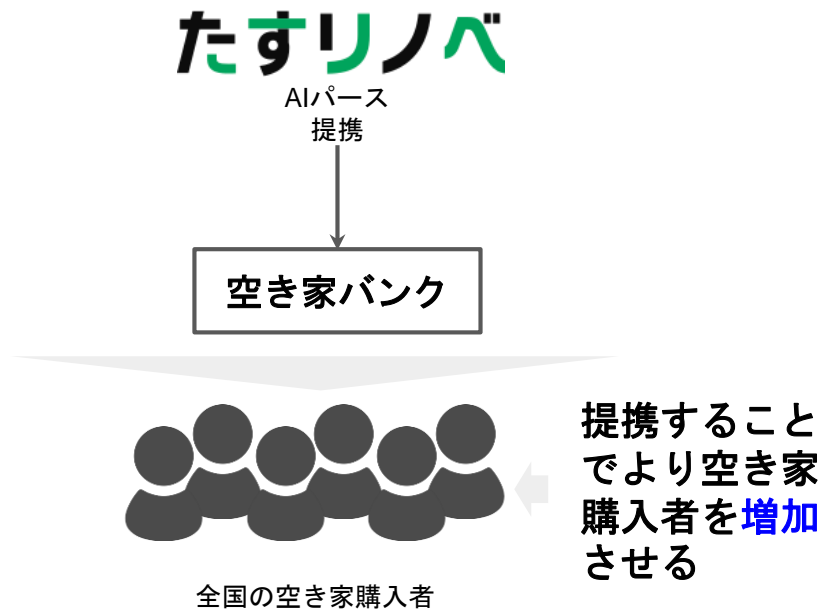 たすリノベ
AIパース
提携
空き家バンク
提携すること
でより空き家
購入者を増加
させる
全国の空き家購入者